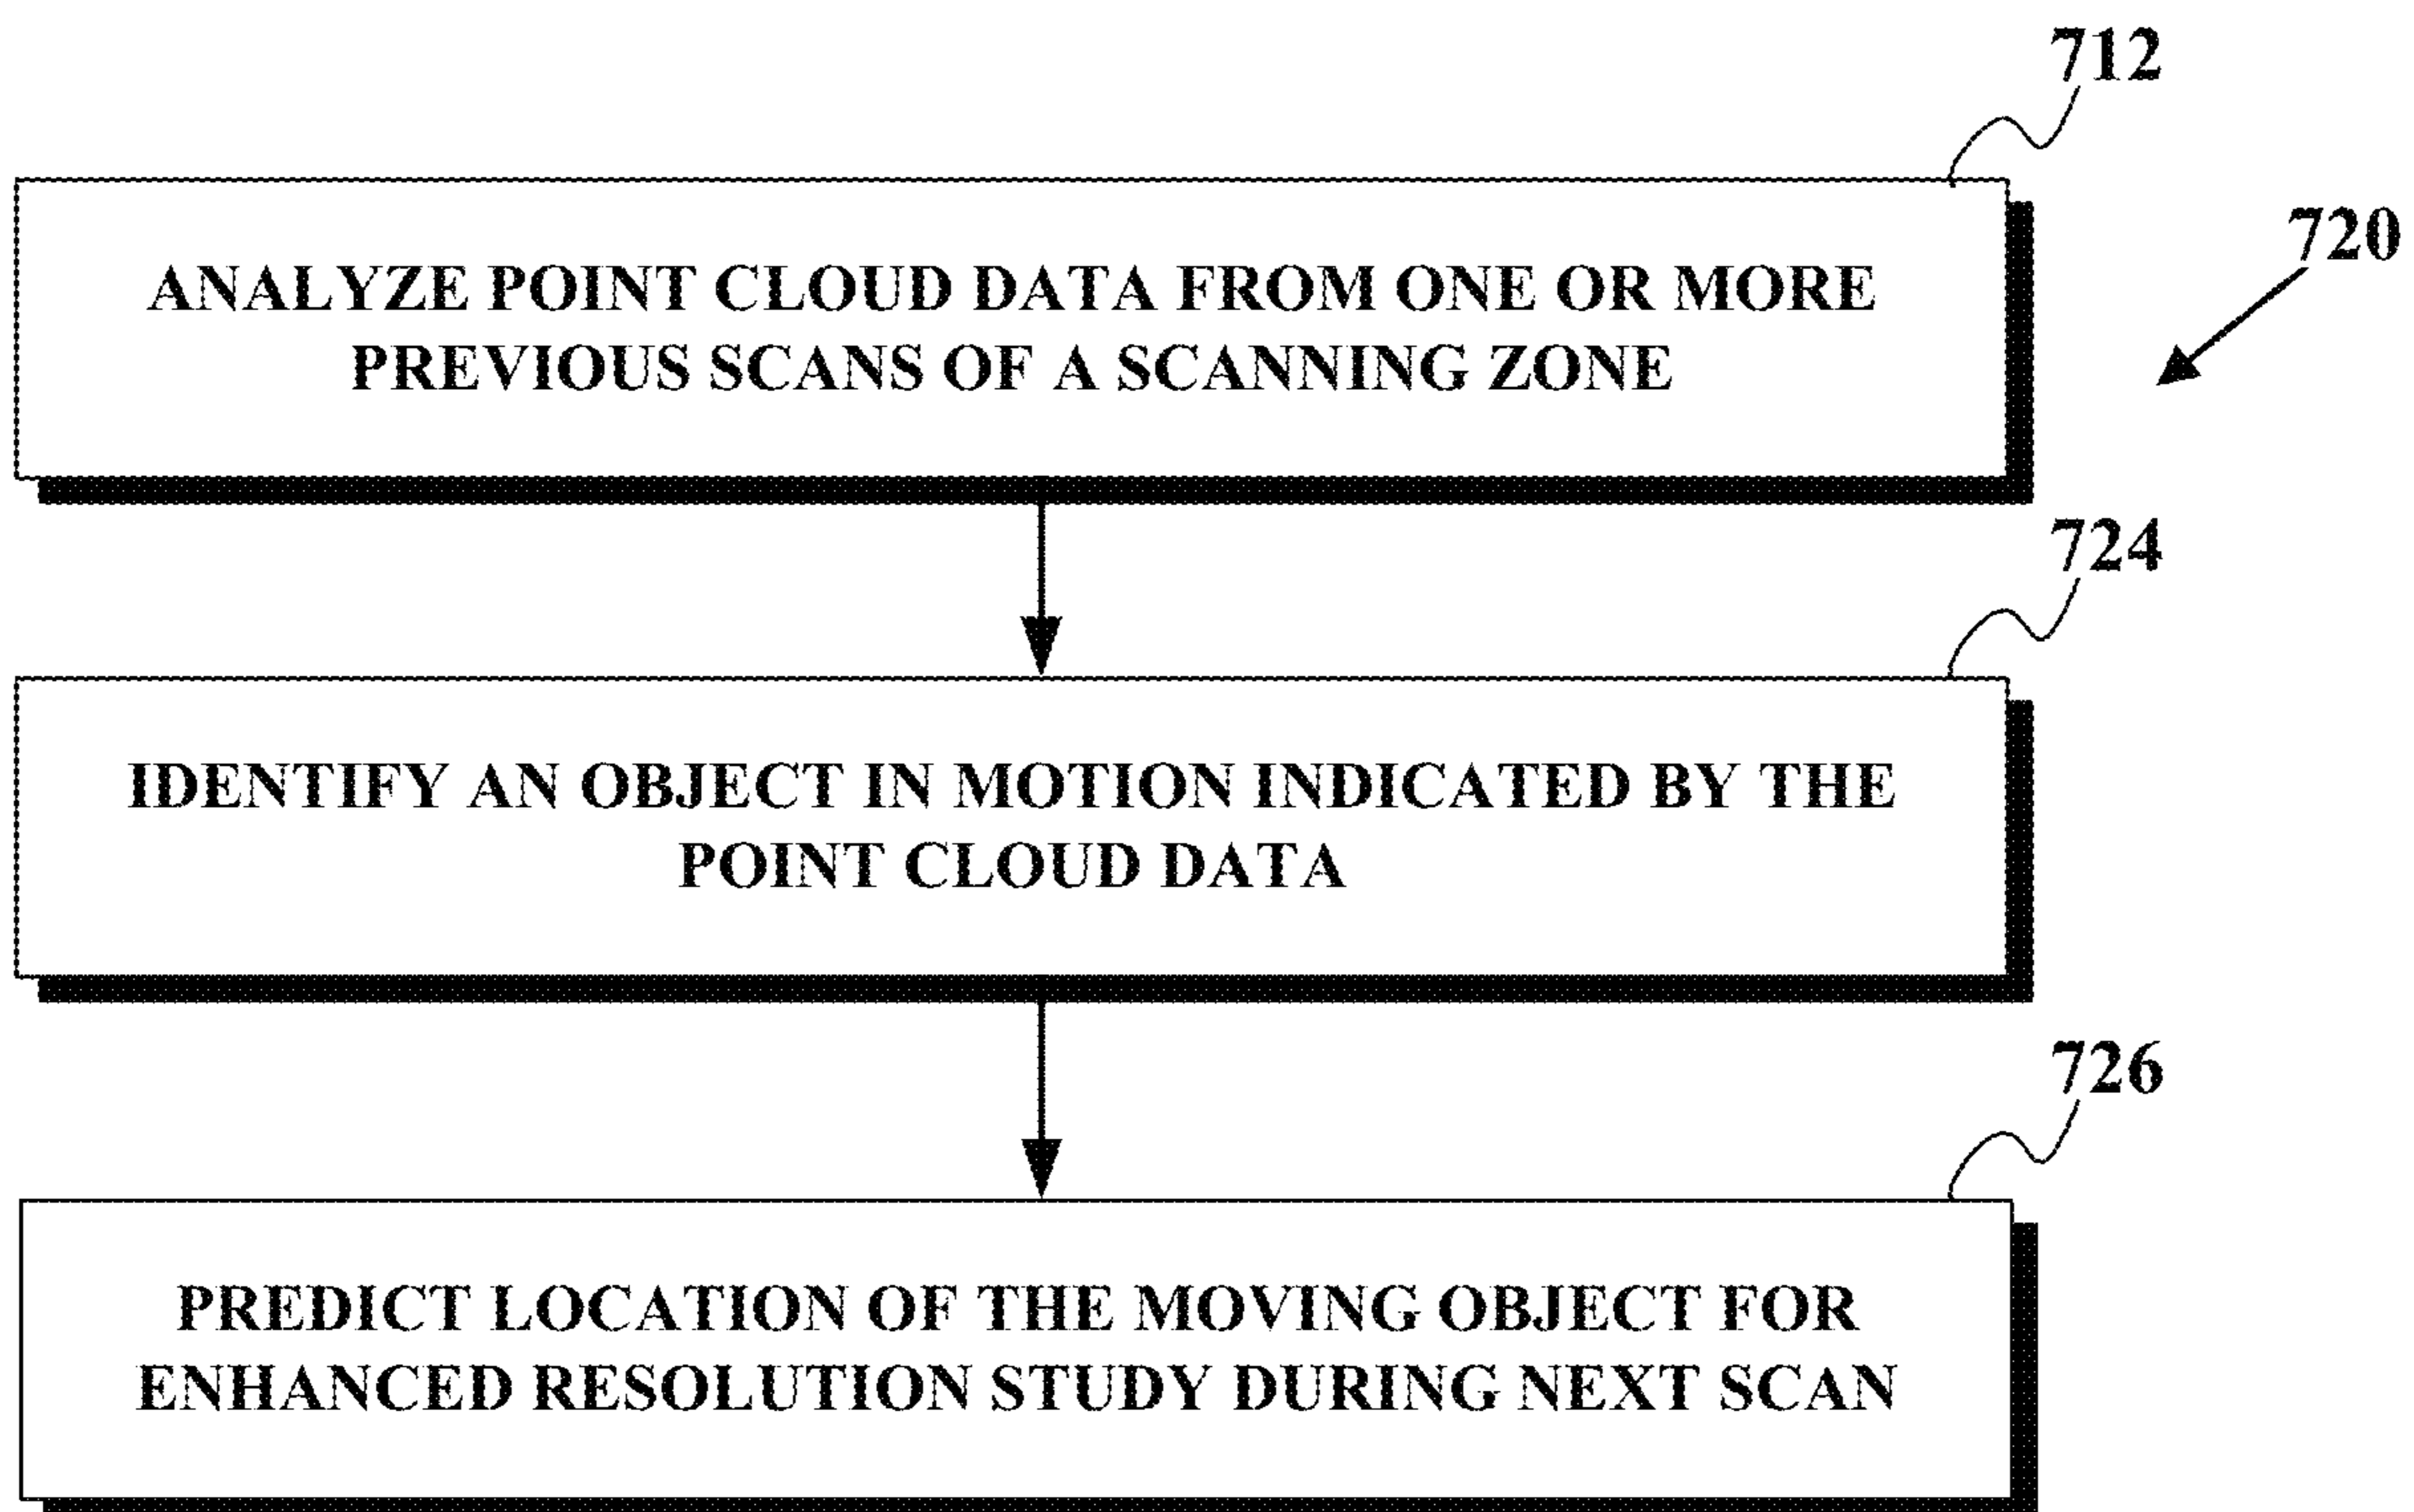 712
720
ANALYZE POINT CLOUD DATA FROM ONE OR MORE
PREVIOUS SCANS OF A SCANNING ZONE
724
IDENTIFY AN OBJECT IN MOTION INDICATED BY THE
POINT CLOUD DATA
726
PREDICT LOCATION OF THE MOVING OBJECT FOR
ENHANCED RESOLUTION STUDY DURING NEXT SCAN